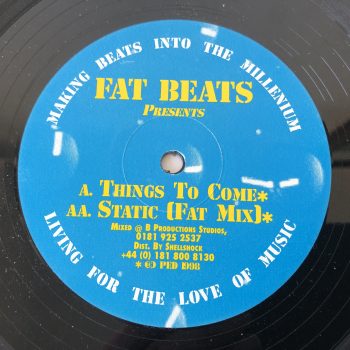 MAKING BEATS INTO THE MILLENIUM
FAT BEATS
PRESENTS
A. THINGS TO COME*
AA. STATIC (FAT MIX)*
MIXED @ B PRODUCTIONS STUDIOS,
0181 925 2537
DIST. BY SHELLSHOCK
+44 (0) 181 800 8130
* ©℗ PED 1998
LIVING FOR THE LOVE OF MUSIC